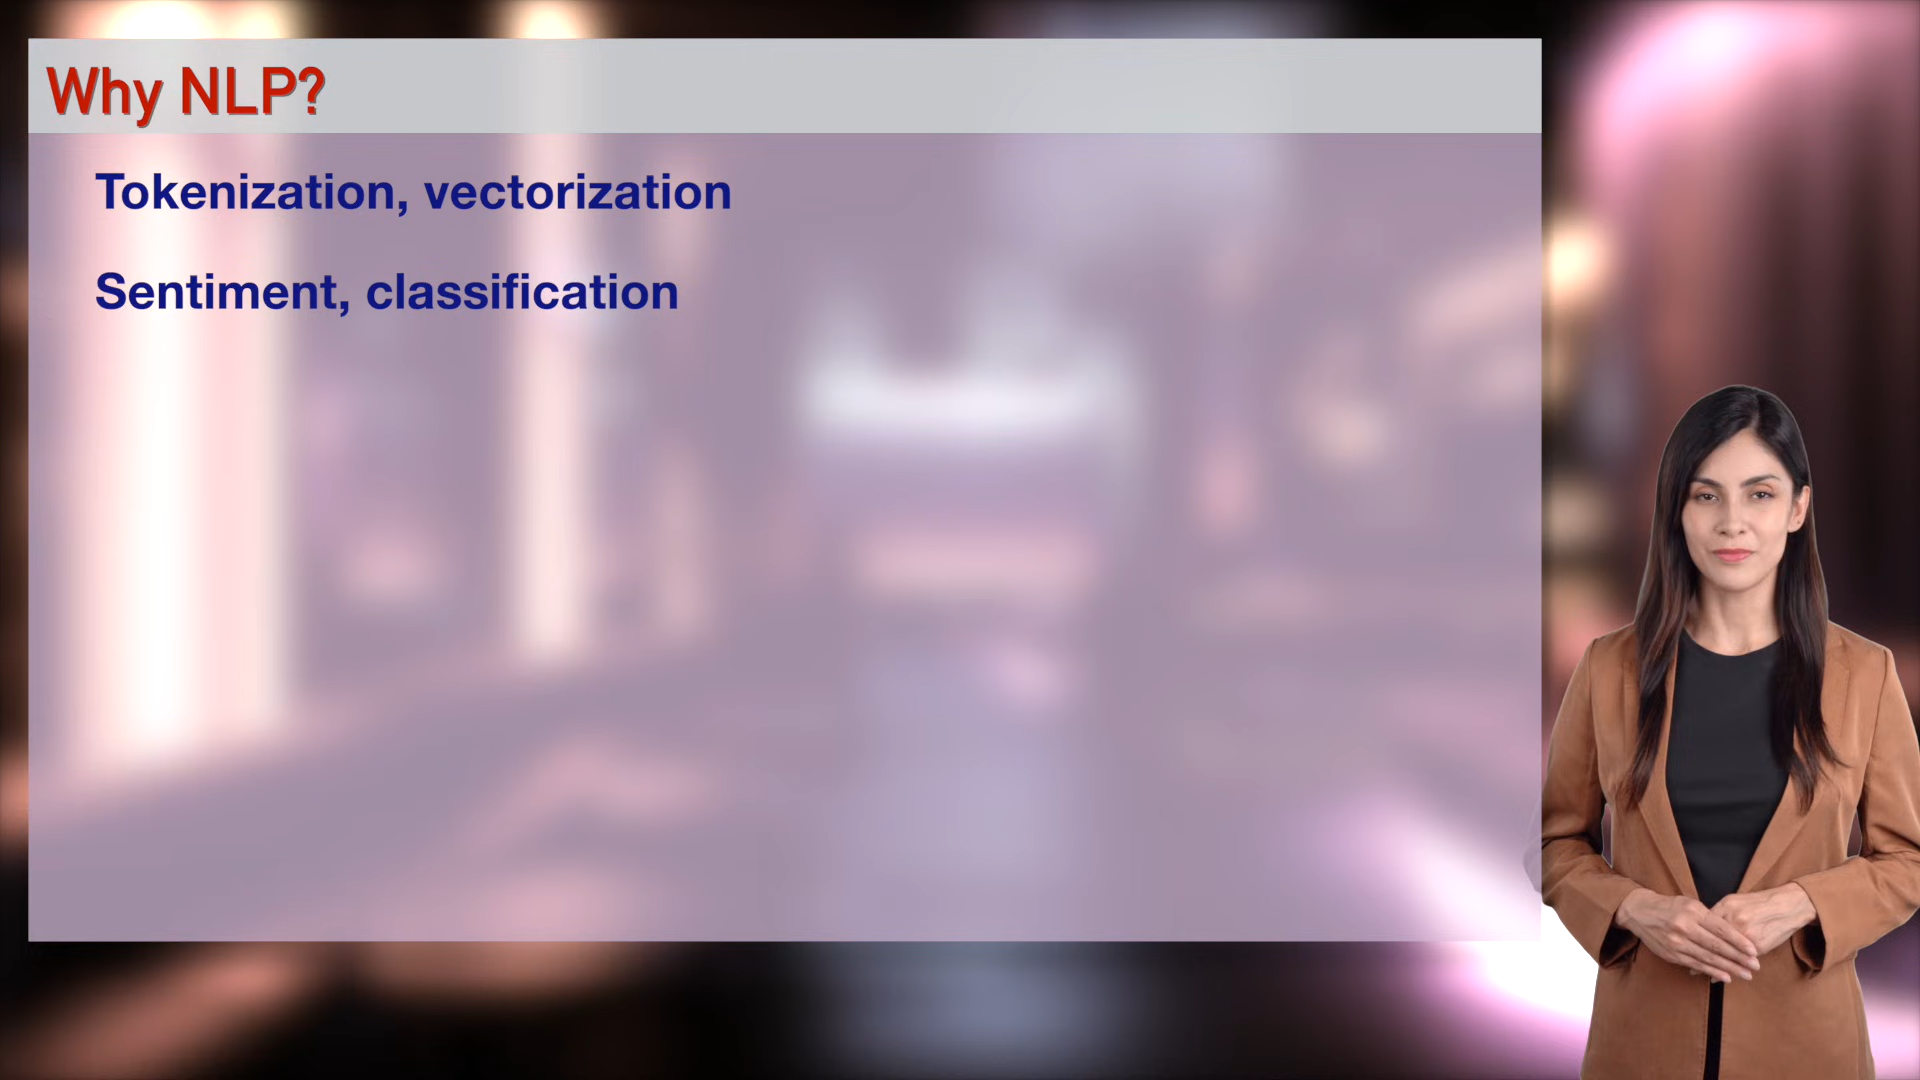 Why NLP?
Tokenization, vectorization
Sentiment, classification